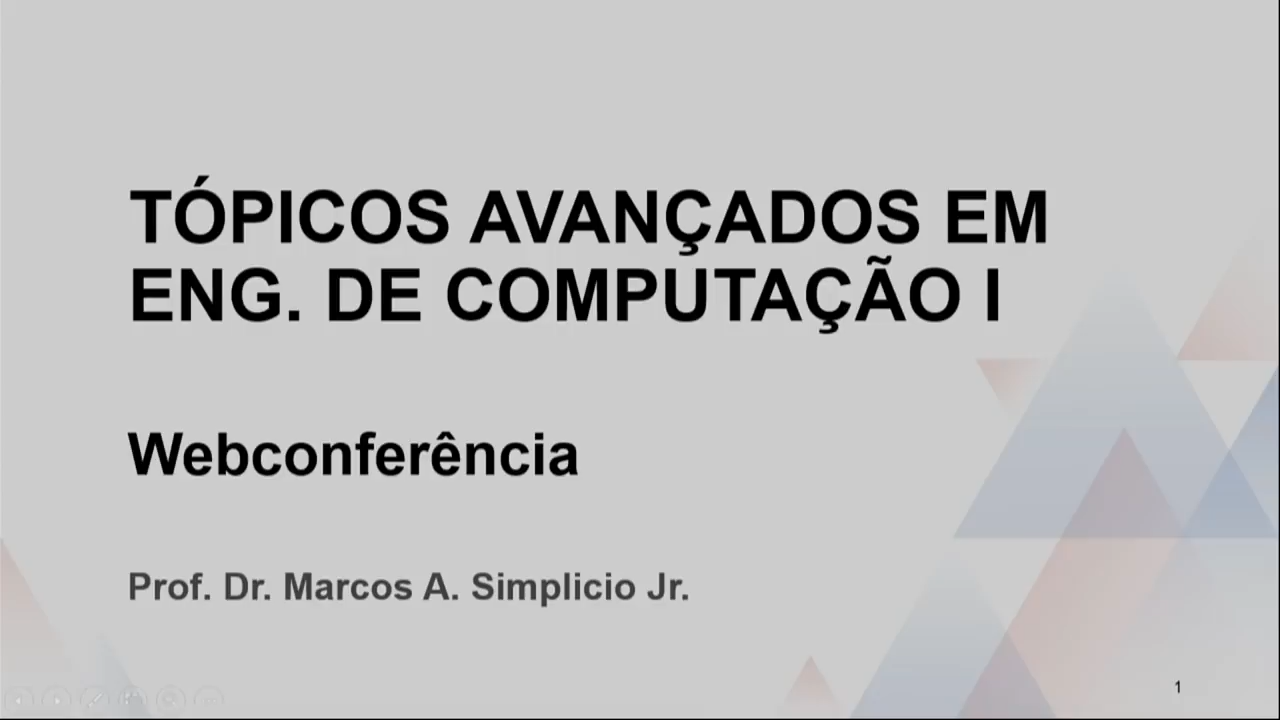 TÓPICOS AVANÇADOS EM
ENG. DE COMPUTAÇÃO I
Webconferência
Prof. Dr. Marcos A. Simplicio Jr.
1